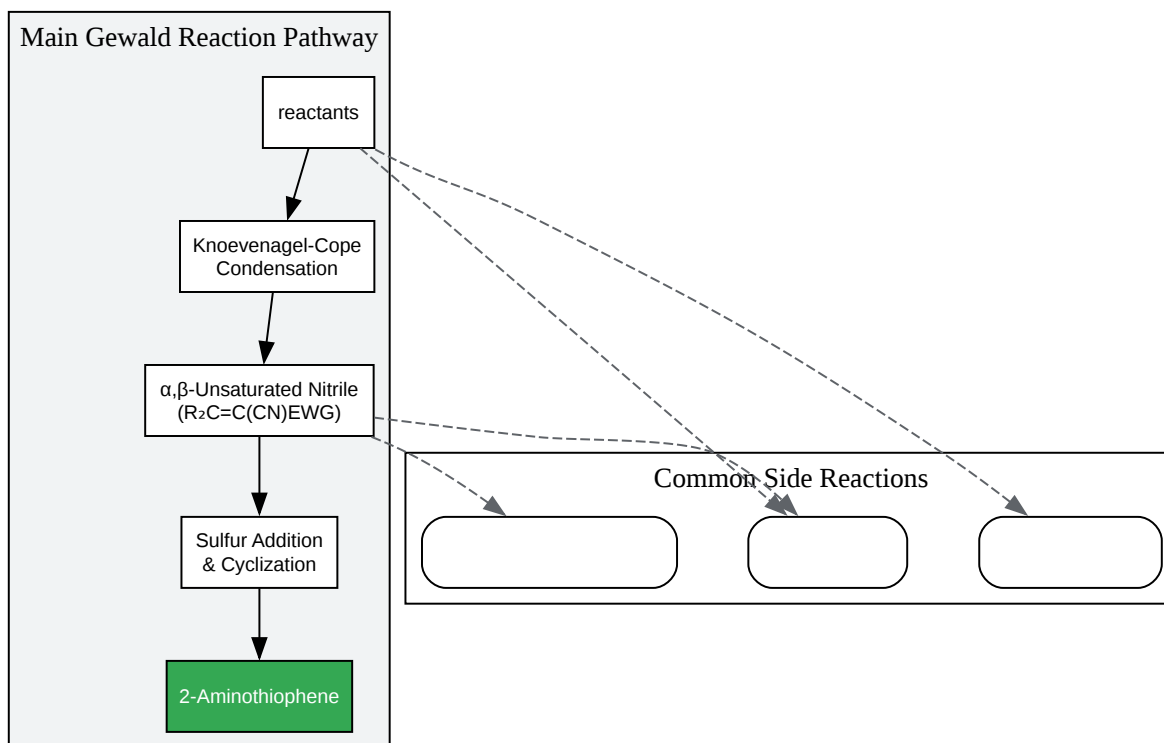 Main Gewald Reaction Pathway
reactants
Knoevenagel-Cope
Condensation
α,β-Unsaturated Nitrile
(R₂C=C(CN)EWG)
Common Side Reactions
Sulfur Addition
& Cyclization
2-Aminothiophene